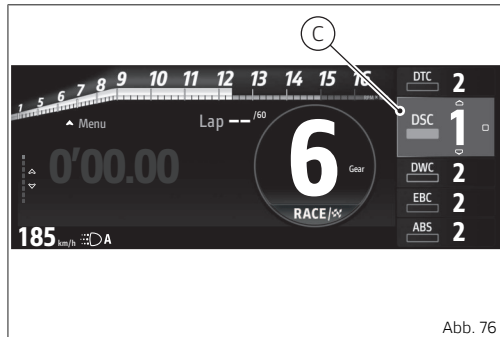 C
1 5 6 7 8 9 10 11 12 13 14 15 16
DTC 2
Menu
Lap -- /60
DSC 1
0'00.00
6
Gear
DWC 2
RACE/
EBC 2
185 km/h A
ABS 2
Abb. 76